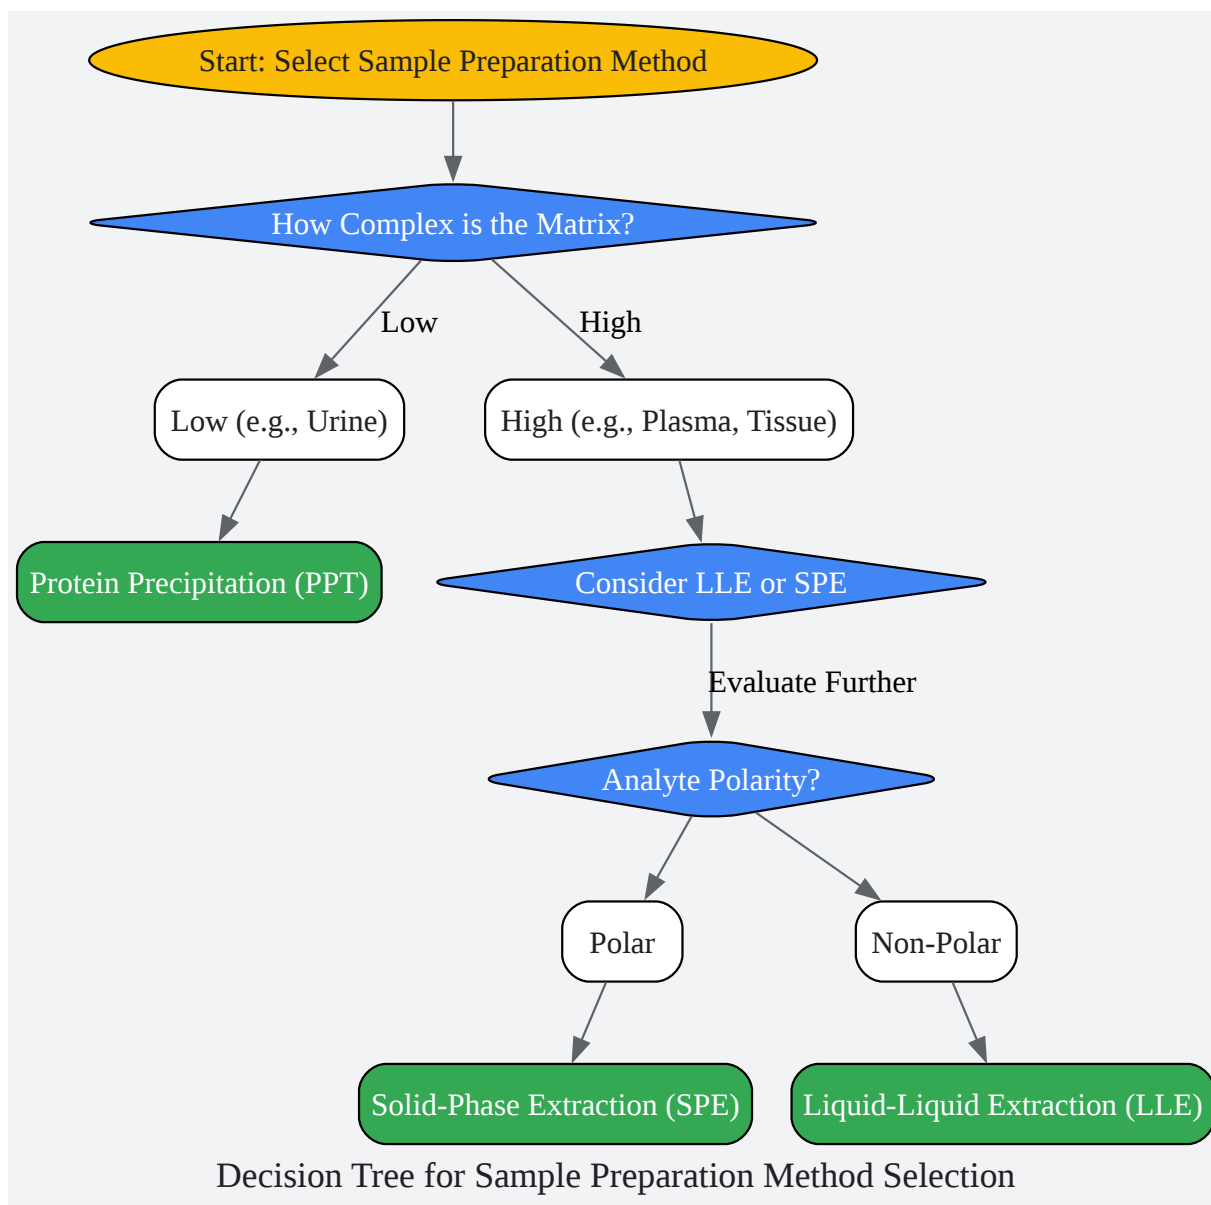 Start: Select Sample Preparation Method
How Complex is the Matrix?
Low
High
Low (e.g., Urine)
High (e.g., Plasma, Tissue)
Protein Precipitation (PPT)
Consider LLE or SPE
Evaluate Further
Analyte Polarity?
Polar
Non-Polar
Solid-Phase Extraction (SPE)
Liquid-Liquid Extraction (LLE)
Decision Tree for Sample Preparation Method Selection